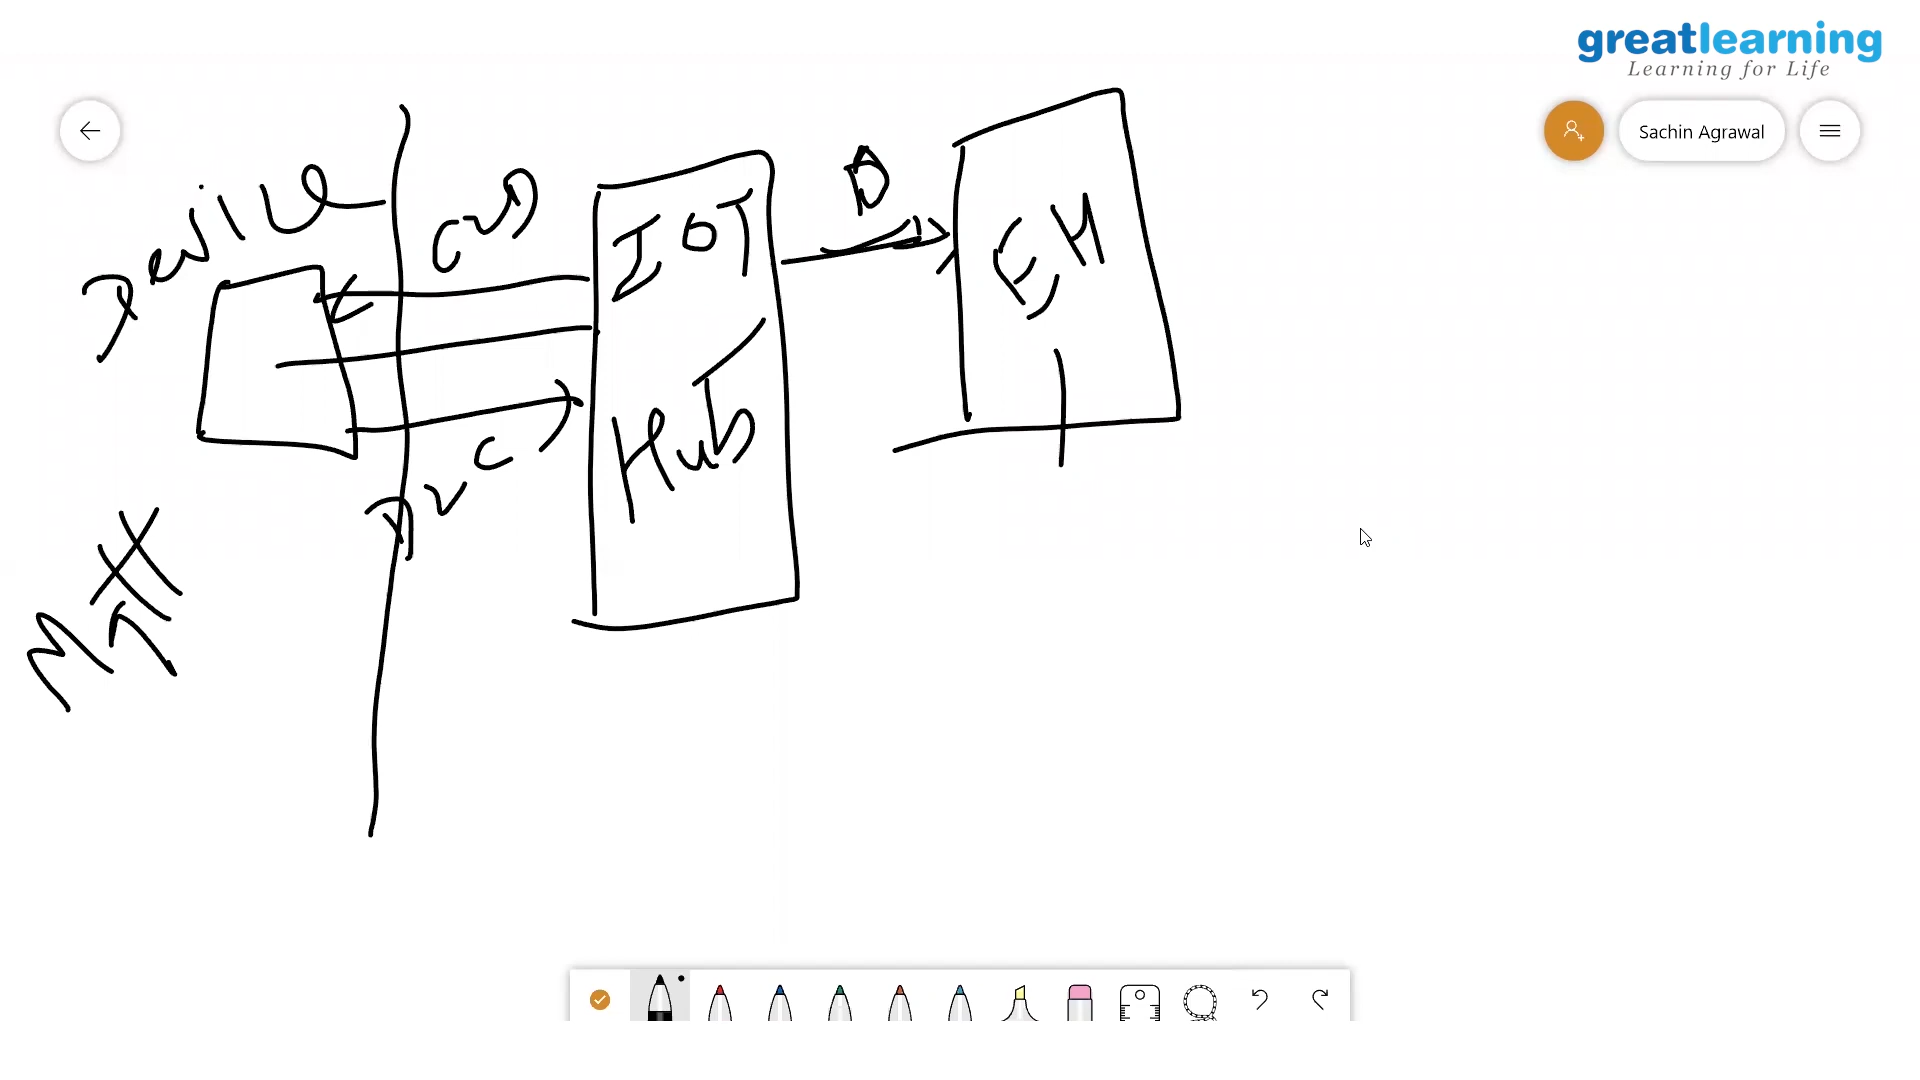 greatlearning
Learning for Life
Sachin Agrawal
Device
C2D
IOT
Hub
D
EH
D2C
Mqtt